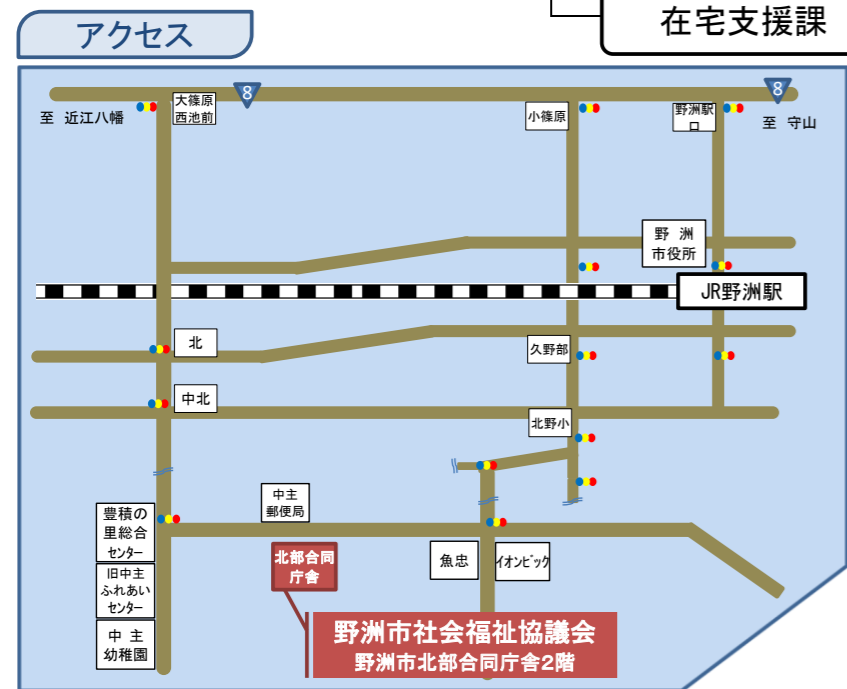 在宅支援課
アクセス
8
8
至 近江八幡
大篠原
西池前
小篠原
野洲駅
口
至 守山
野 洲
市役所
JR野洲駅
北
久野部
中北
北野小
中主
郵便局
豊積の
里総合
センター
北部合同
庁舎
魚忠
イオンビック
旧中主
ふれあい
センター
中 主
幼稚園
野洲市社会福祉協議会
野洲市北部合同庁舎2階